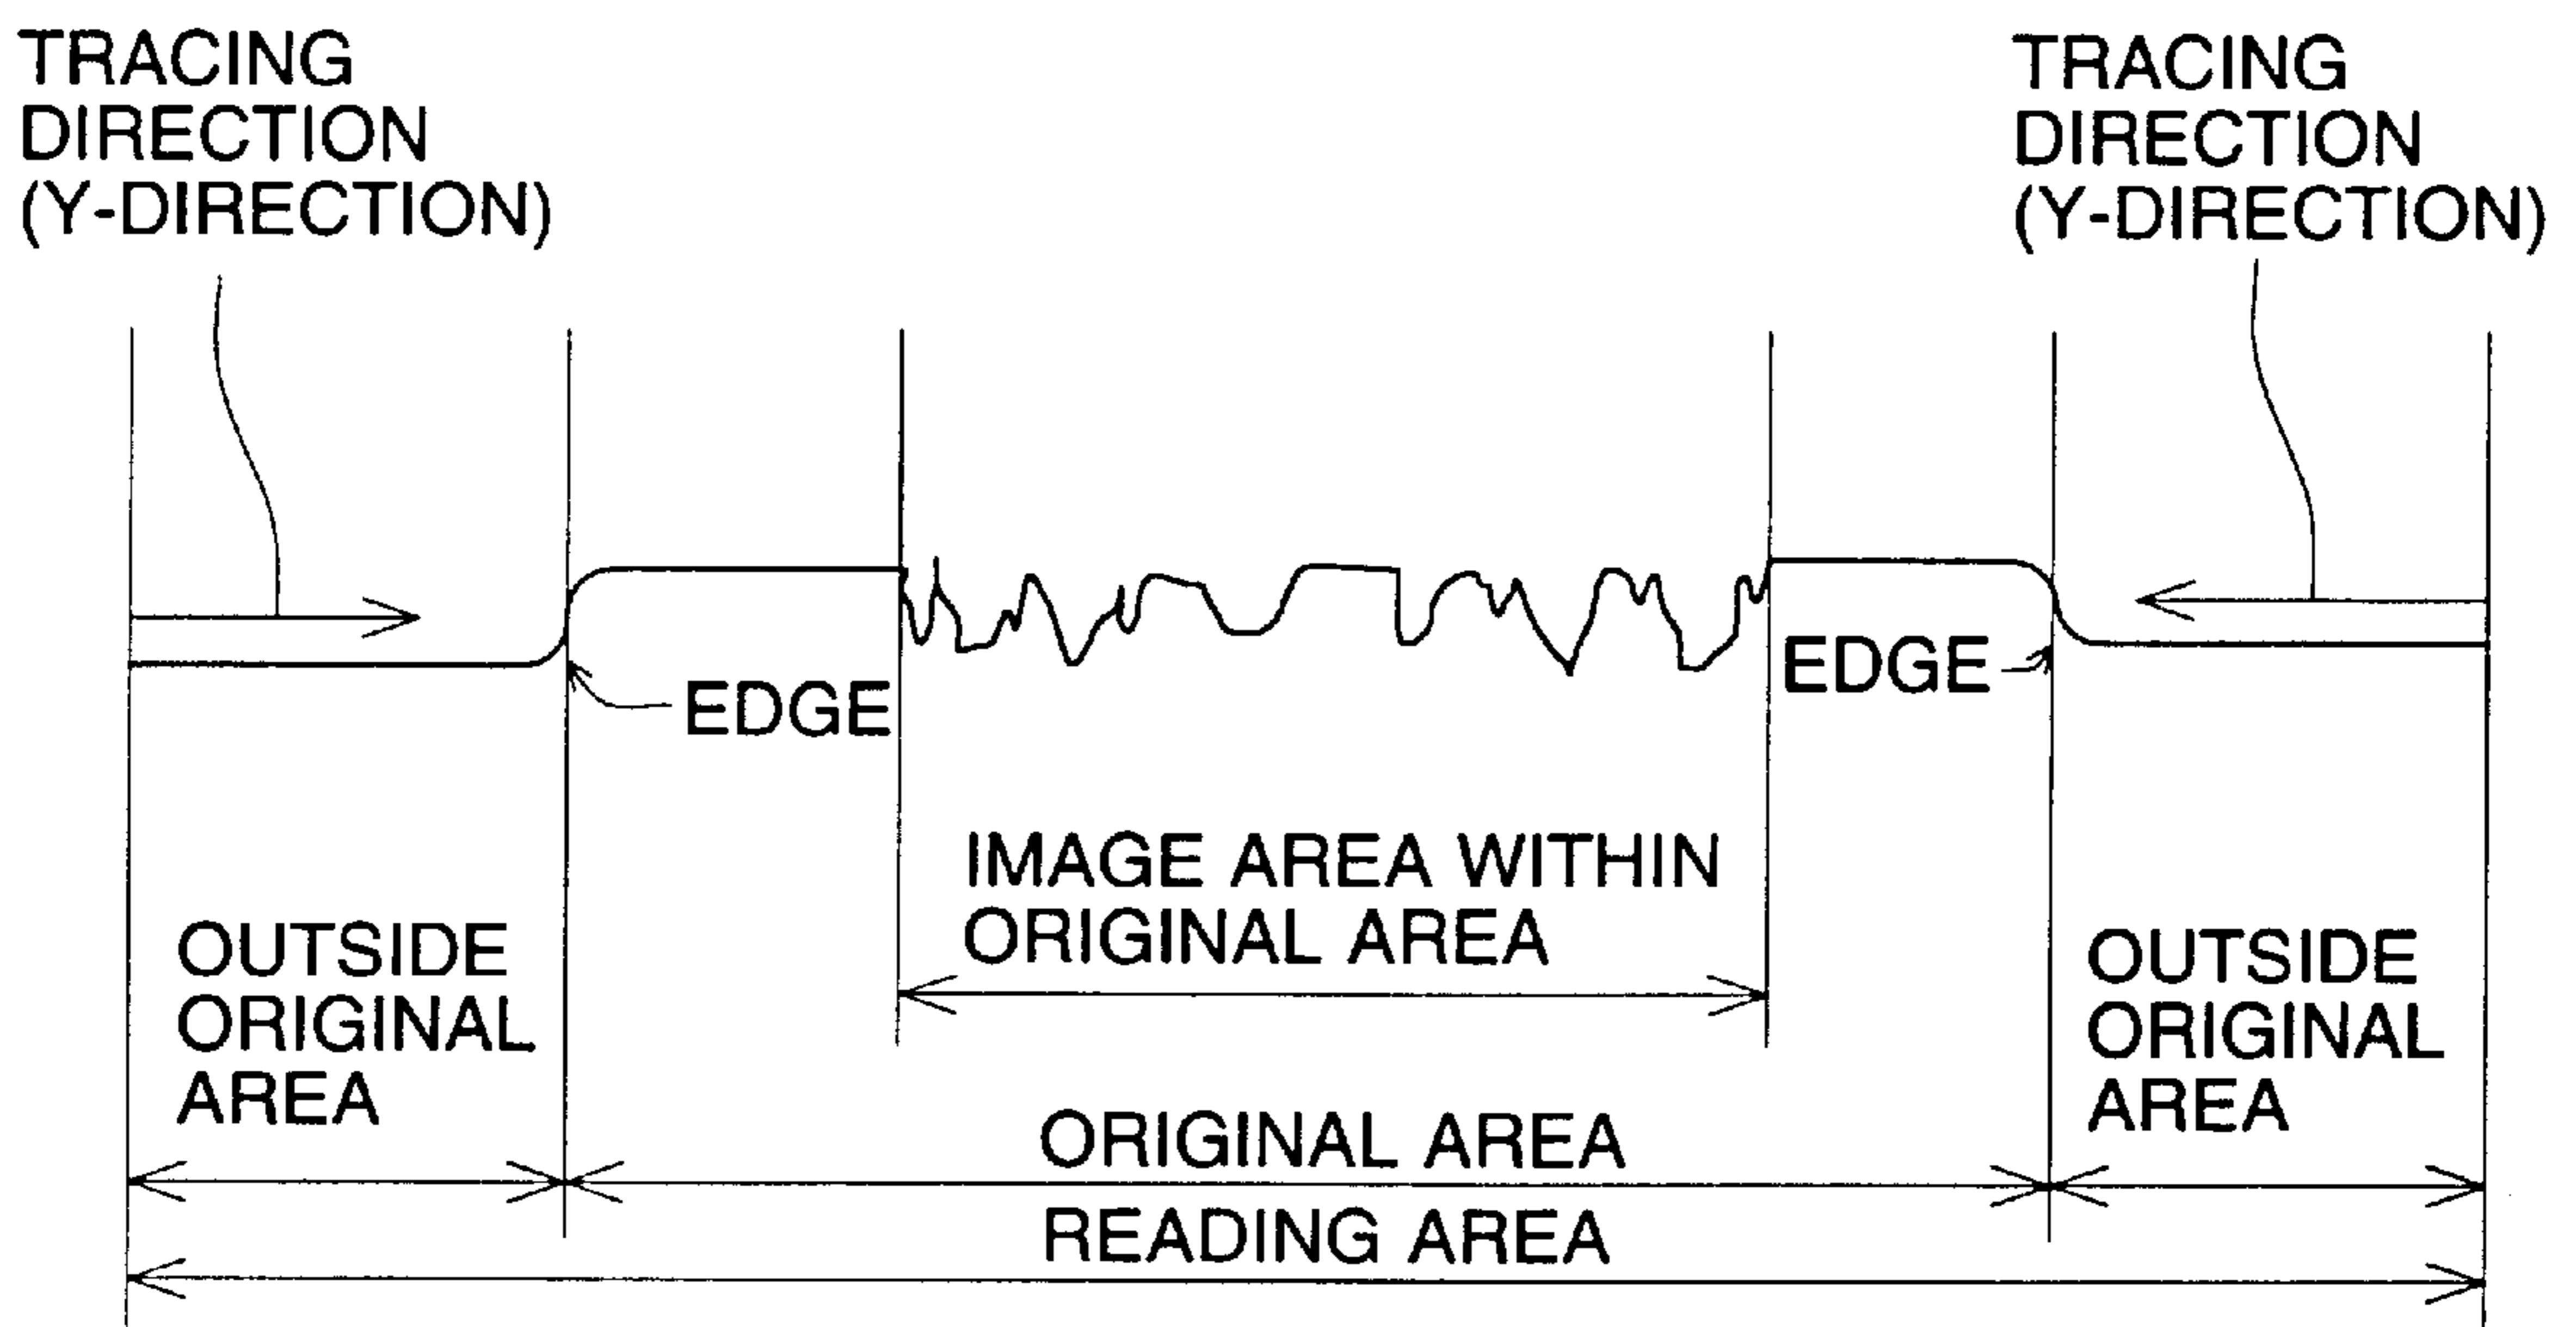 TRACING
DIRECTION
(Y-DIRECTION)
TRACING
DIRECTION
(Y-DIRECTION)
EDGE
EDGE
IMAGE AREA WITHIN
ORIGINAL AREA
OUTSIDE
ORIGINAL
AREA
OUTSIDE
ORIGINAL
AREA
ORIGINAL AREA
READING AREA